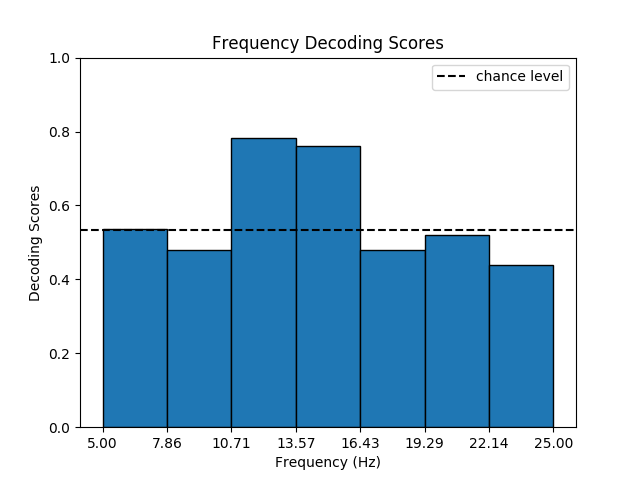 Frequency Decoding Scores
1.0
chance level
0.8
0.6
Decoding Scores
0.4
0.2
0.0
5.00 7.86 10.71 13.57 16.43 19.29 22.14 25.00
Frequency (Hz)